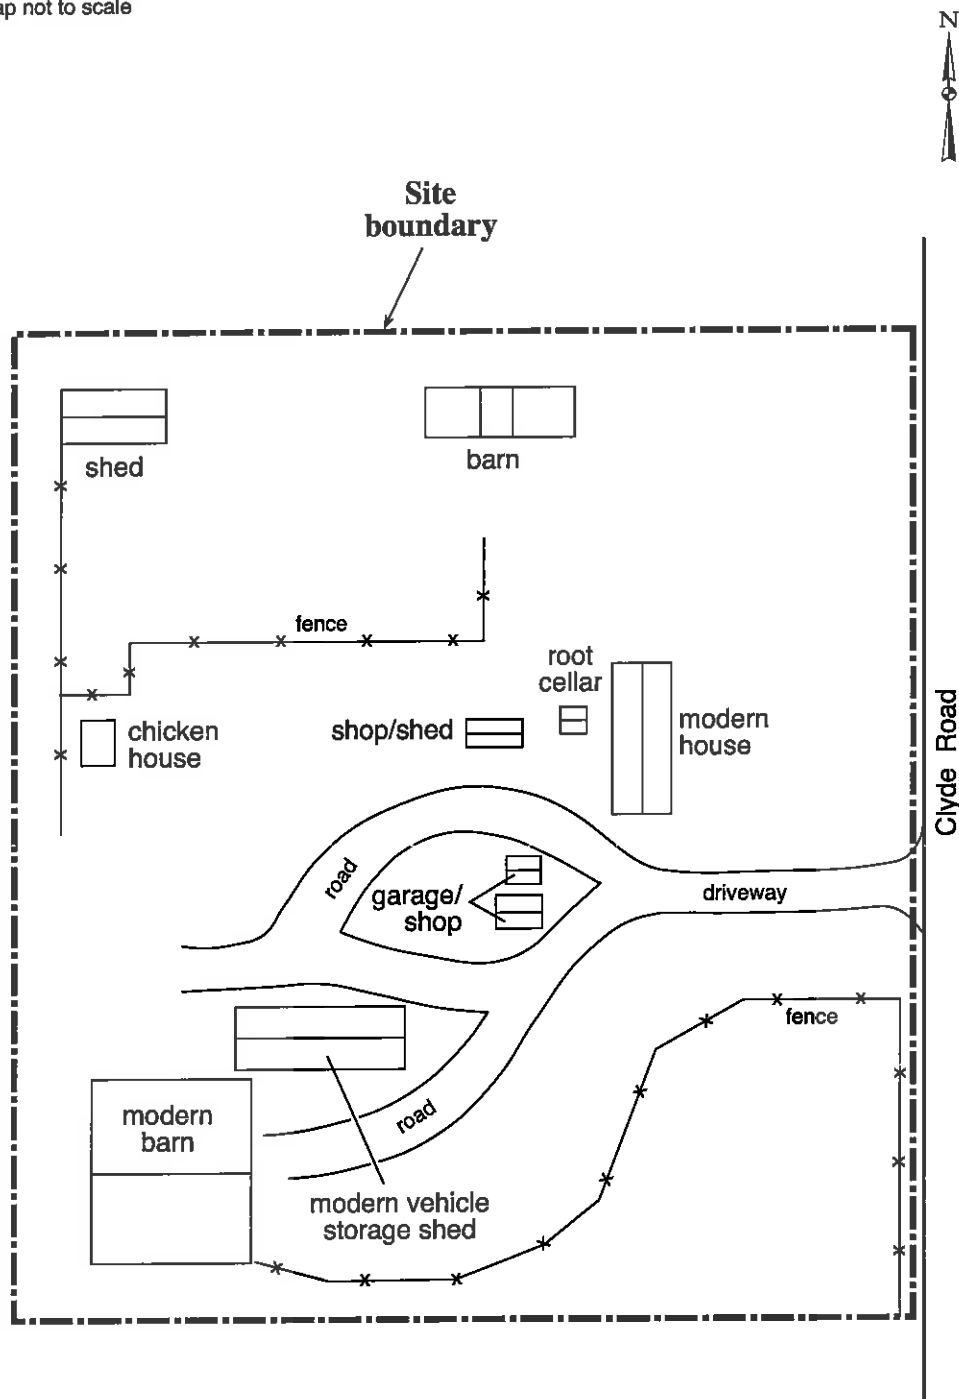 ap not to scale
N
Site
boundary
shed
barn
fence
root
cellar
chicken
house
shop/shed
modern
house
Clyde Road
road
garage/
shop
driveway
fence
modern
barn
road
modern vehicle
storage shed